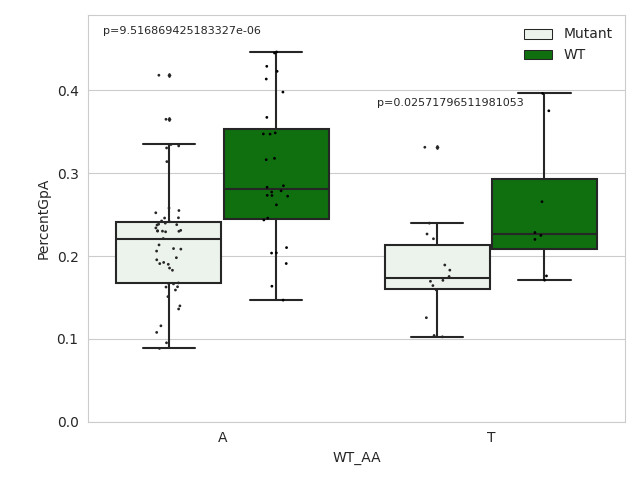 p=9.516869425183327e-06
Mutant
WT
p=0.02571796511981053
0.4
0.3
0.2
0.1
0.0
PercentGpA
A
T
WT_AA